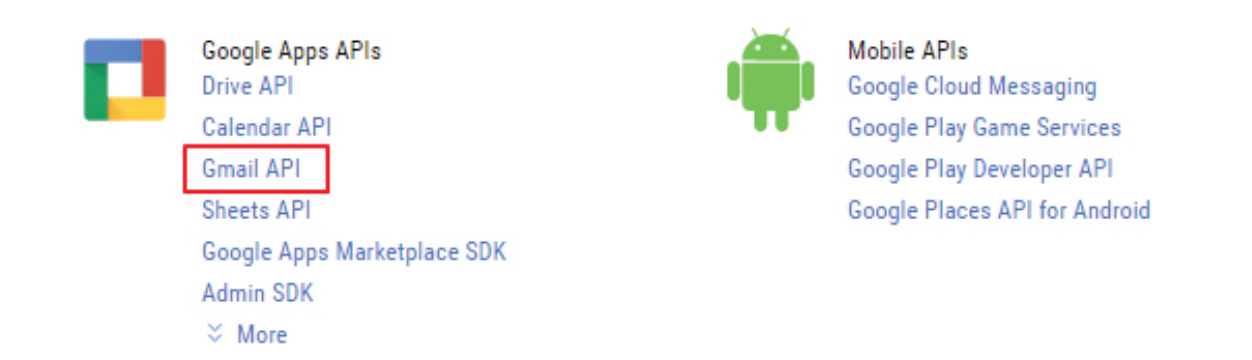 Google Apps APIs
Drive API
Calendar API
Gmail API
Sheets API
Google Apps Marketplace SDK
Admin SDK
More
Mobile APIs
Google Cloud Messaging
Google Play Game Services
Google Play Developer API
Google Places API for Android